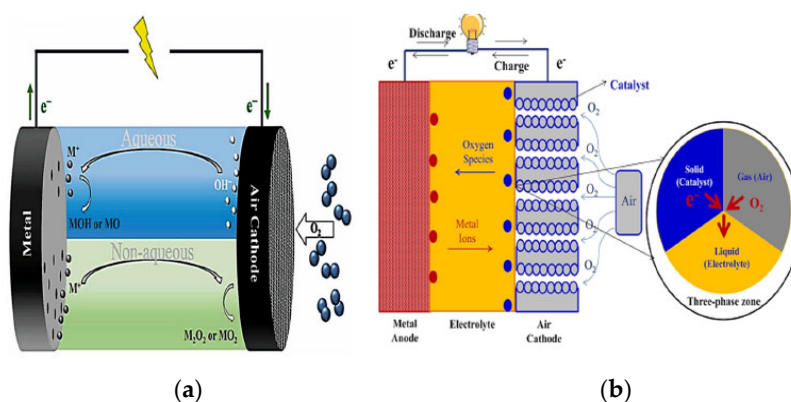 e⁻
e⁻
Aqueous
M⁺
OH⁻
MOH or MO
Metal
Air Cathode
O₂
Non-aqueous
M⁺
M₂O₂ or MO₂
(a)
Discharge
Charge
e⁻
e⁻
Catalyst
O₂
O₂
O₂
O₂
O₂
Oxygen
Species
Air
Metal
Ions
Metal
Anode
Electrolyte
Air
Cathode
Solid
(Catalyst)
Gas (Air)
e⁻
O₂
Liquid
(Electrolyte)
Three-phase zone
(b)